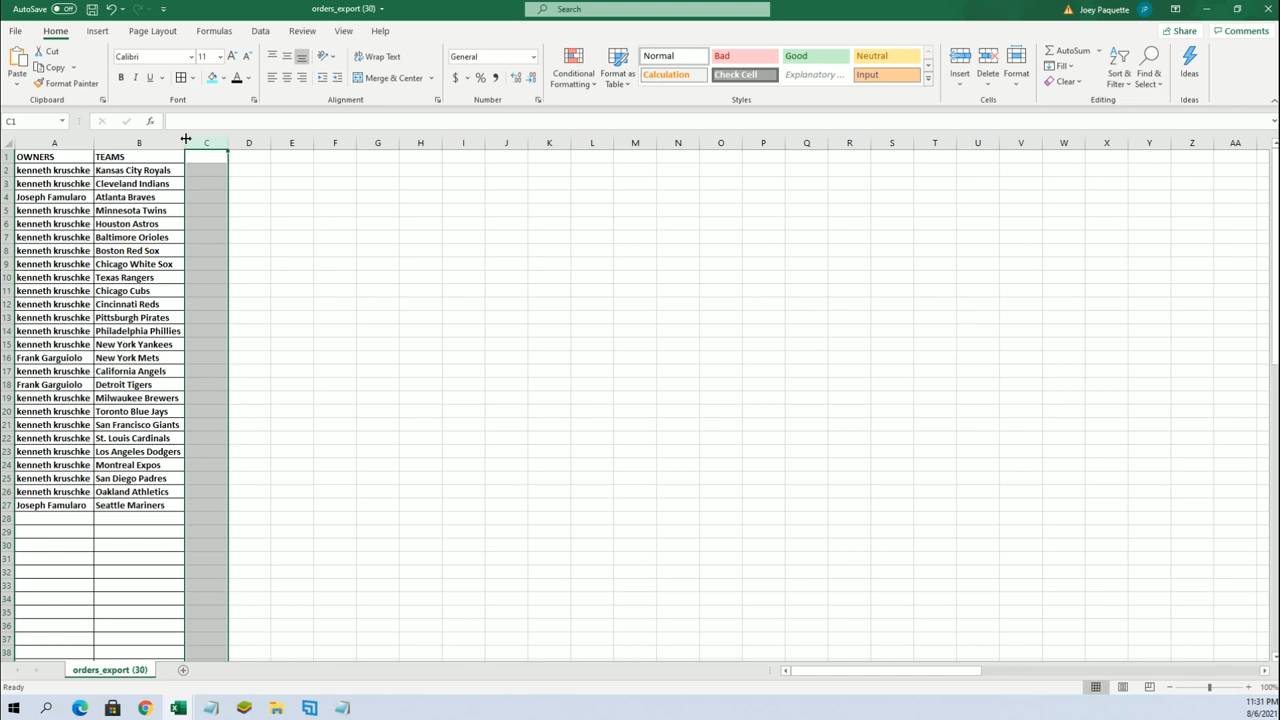 AutoSave Off orders_export (30) Search Joey Paquette JP
File Home Insert Page Layout Formulas Data Review View Help Share Comments
Paste Cut Copy Format Painter Clipboard
Calibri 11 A A B I U A Font
Wrap Text Merge & Center Alignment
General $ % , Number
Conditional Formatting Format as Table
Normal Bad Good Neutral
Calculation Check Cell Explanatory ... Input
Styles
Insert Delete Format Cells
AutoSum Fill Clear Sort & Filter Find & Select Editing
Ideas Ideas
C1 fx
A B C D E F G H I J K L M N O P Q R S T U V W X Y Z AA
1 OWNERS TEAMS
2 kenneth kruschke Kansas City Royals
3 kenneth kruschke Cleveland Indians
4 Joseph Famularo Atlanta Braves
5 kenneth kruschke Minnesota Twins
6 kenneth kruschke Houston Astros
7 kenneth kruschke Baltimore Orioles
8 kenneth kruschke Boston Red Sox
9 kenneth kruschke Chicago White Sox
10 kenneth kruschke Texas Rangers
11 kenneth kruschke Chicago Cubs
12 kenneth kruschke Cincinnati Reds
13 kenneth kruschke Pittsburgh Pirates
14 kenneth kruschke Philadelphia Phillies
15 kenneth kruschke New York Yankees
16 Frank Garguiolo New York Mets
17 kenneth kruschke California Angels
18 Frank Garguiolo Detroit Tigers
19 kenneth kruschke Milwaukee Brewers
20 kenneth kruschke Toronto Blue Jays
21 kenneth kruschke San Francisco Giants
22 kenneth kruschke St. Louis Cardinals
23 kenneth kruschke Los Angeles Dodgers
24 kenneth kruschke Montreal Expos
25 kenneth kruschke San Diego Padres
26 kenneth kruschke Oakland Athletics
27 Joseph Famularo Seattle Mariners
28
29
30
31
32
33
34
35
36
37
38
orders_export (30)
Ready 100%
11:31 PM
8/6/2021